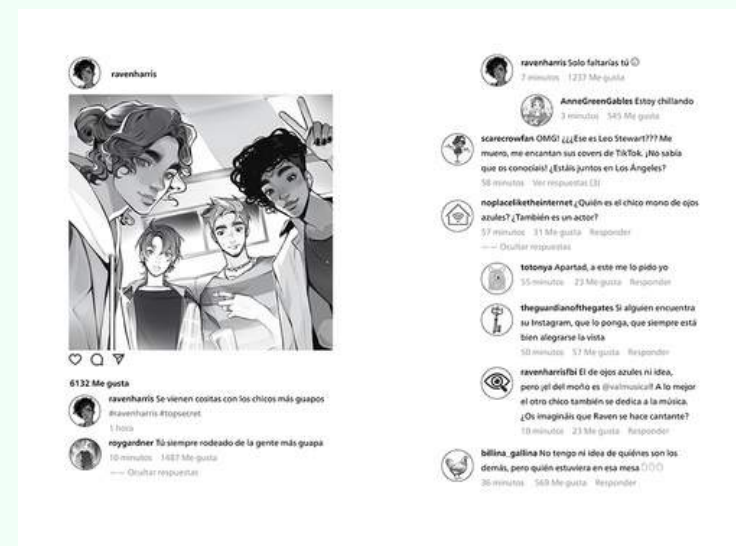 ravenharris
6132 Me gusta
ravenharris Se vienen cositas con los chicos más guapos
#ravenharris #topsecret
1 hora
roygardner Tú siempre rodeado de la gente más guapa
10 minutos 1487 Me gusta
—— Ocultar respuestas
ravenharris Solo faltarías tú
7 minutos 1237 Me gusta
AnneGreenGables Estoy chillando
3 minutos 545 Me gusta
scarecrowfan OMG! ¿¿¿Ese es Leo Stewart??? Me
muero, me encantan sus covers de TikTok. ¡No sabía
que os conocíais! ¿Estáis juntos en Los Ángeles?
58 minutos Ver respuestas (3)
noplaceliketheinternet ¿Quién es el chico mono de ojos
azules? ¿También es un actor?
57 minutos 31 Me gusta Responder
—— Ocultar respuestas
totonya Apartad, a este me lo pido yo
55 minutos 23 Me gusta Responder
theguardianofthegates Si alguien encuentra
su Instagram, que lo ponga, que siempre está
bien alegrarse la vista
50 minutos 57 Me gusta Responder
ravenharrisfbi El de ojos azules ni idea,
pero ¡el del moño es @valmusical! A lo mejor
el otro chico también se dedica a la música.
¿Os imagináis que Raven se hace cantante?
18 minutos 23 Me gusta Responder
billina_gallina No tengo ni idea de quiénes son los
demás, pero quién estuviera en esa mesa
36 minutos 569 Me gusta Responder